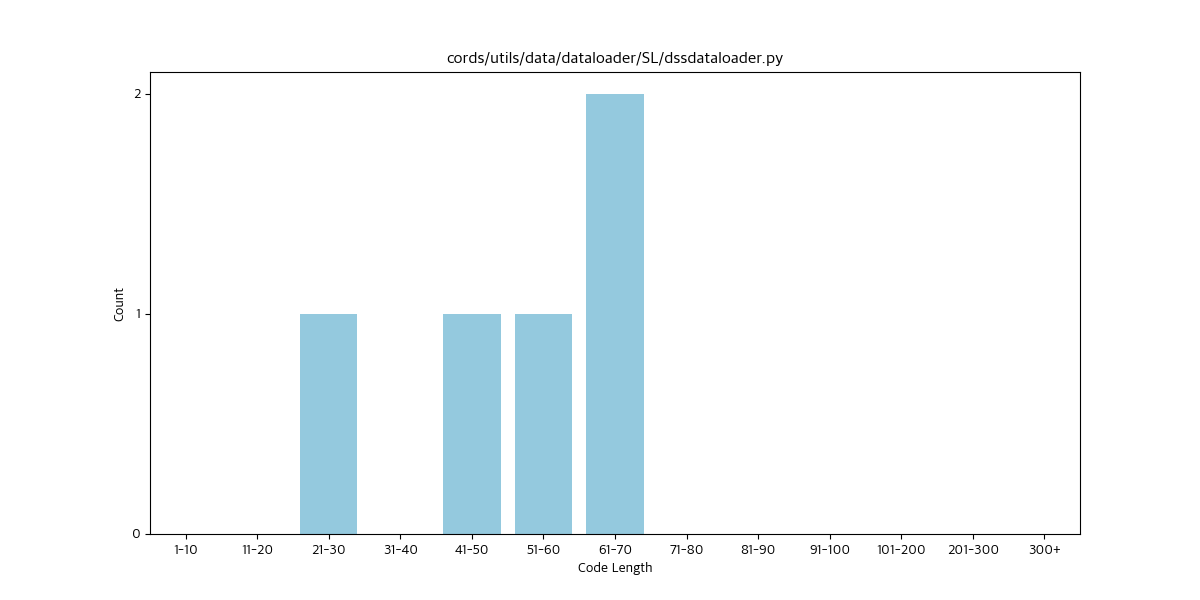 cords/utils/data/dataloader/SL/dssdataloader.py
2
1
0
Count
1-10 11-20 21-30 31-40 41-50 51-60 61-70 71-80 81-90 91-100 101-200 201-300 300+
Code Length